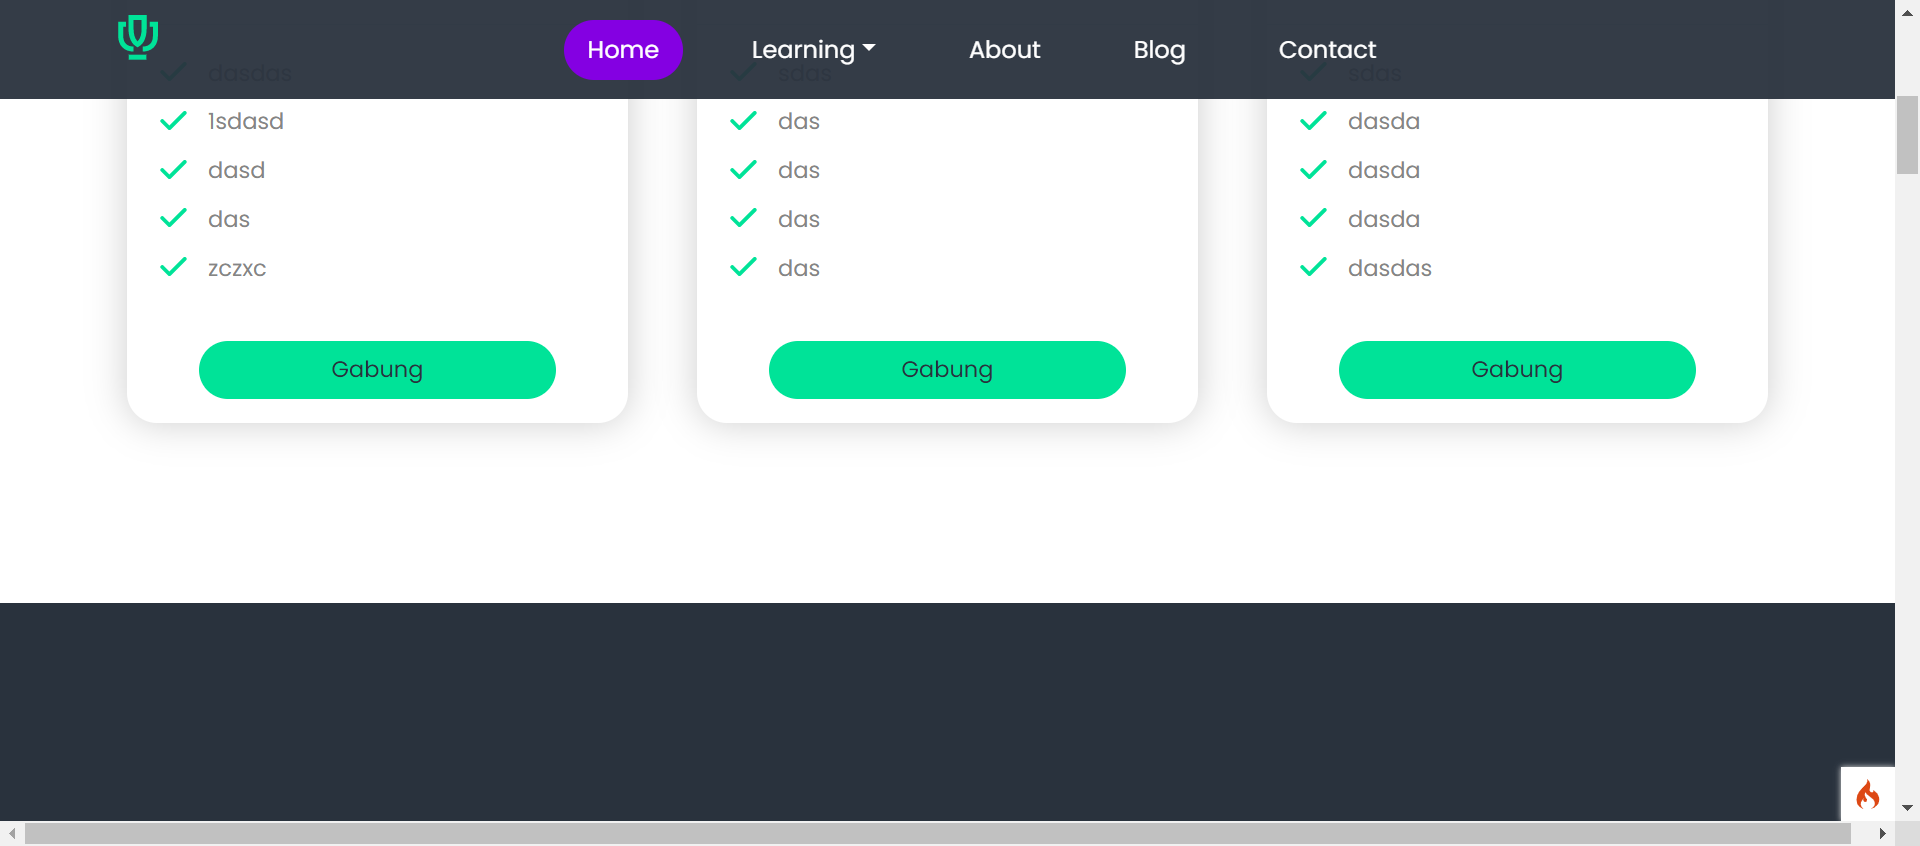 Home Learning About Blog Contact
dasdas sdas sdas
1sdasd das dasda
dasd das dasda
das das dasda
zczxc das dasdas
Gabung Gabung Gabung